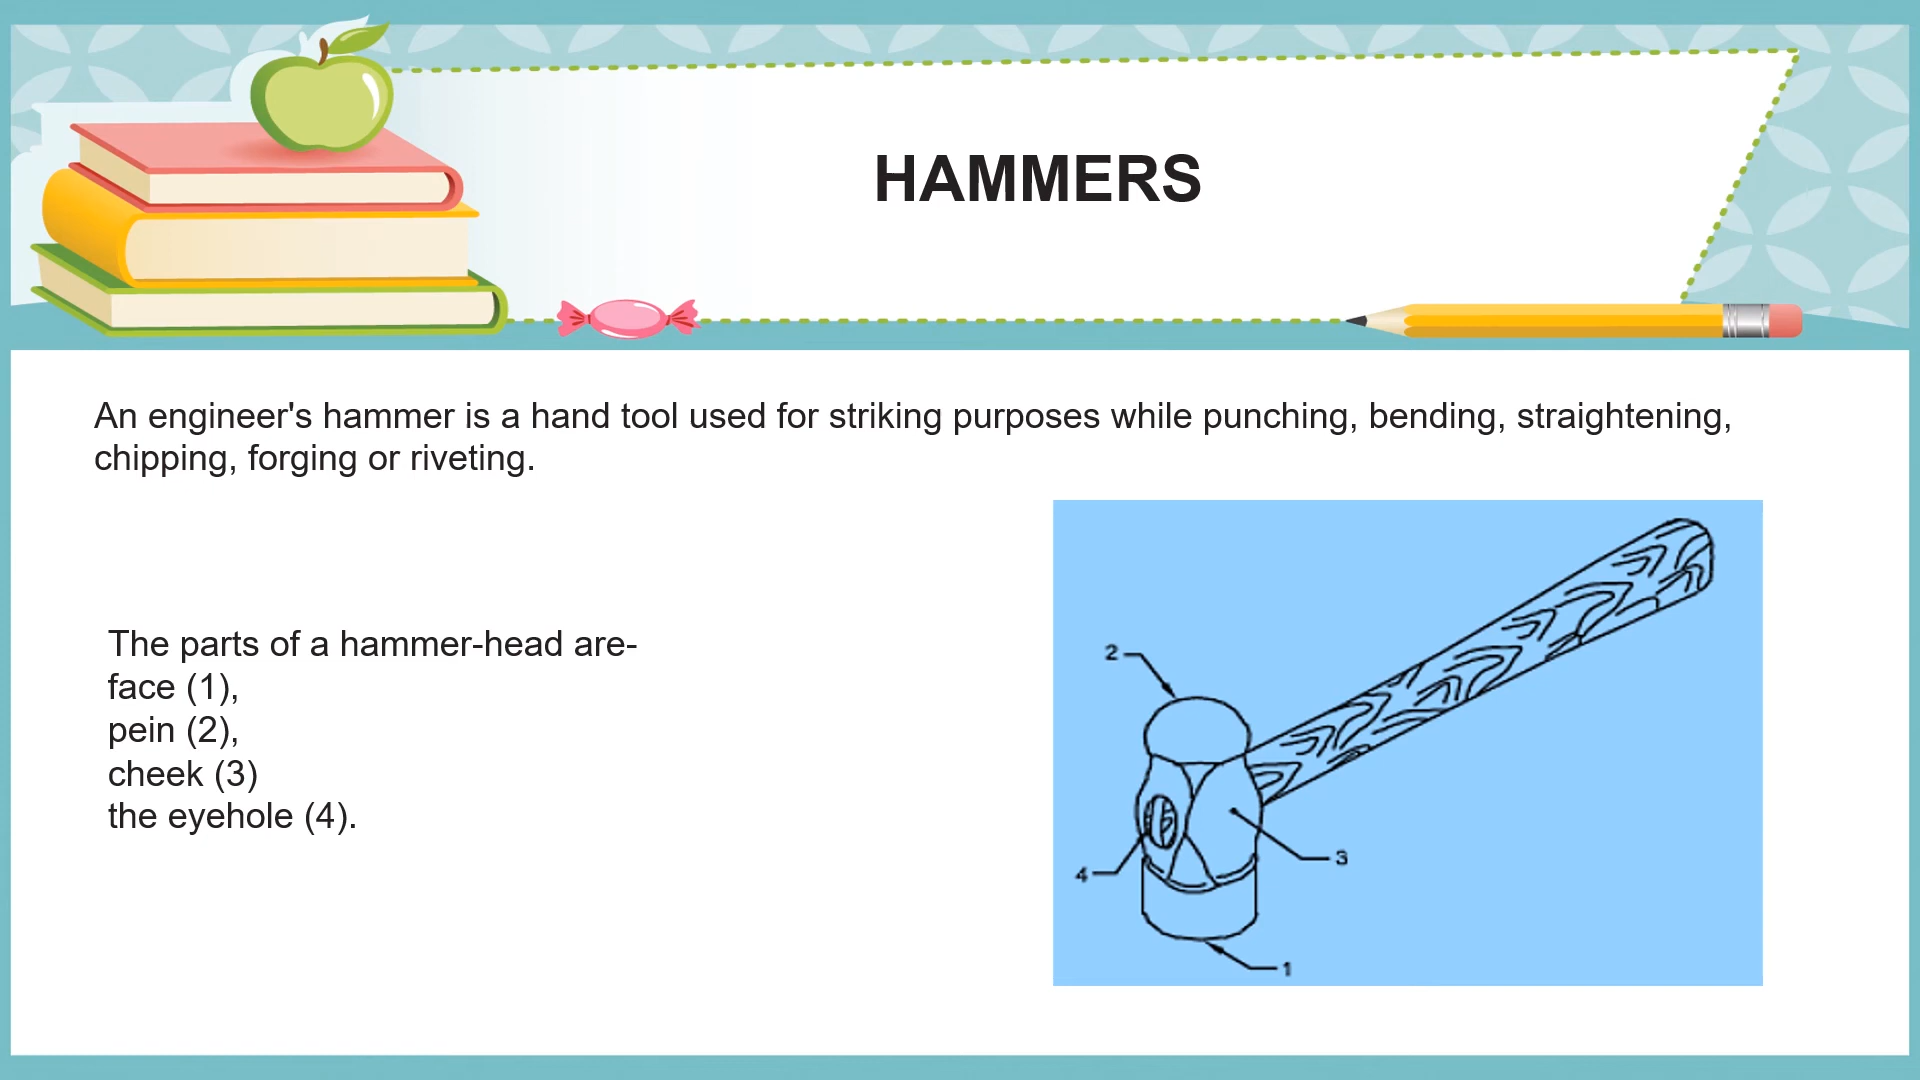 HAMMERS
An engineer's hammer is a hand tool used for striking purposes while punching, bending, straightening,
chipping, forging or riveting.
The parts of a hammer-head are-
face (1),
pein (2),
cheek (3)
the eyehole (4).
2
3
4
1